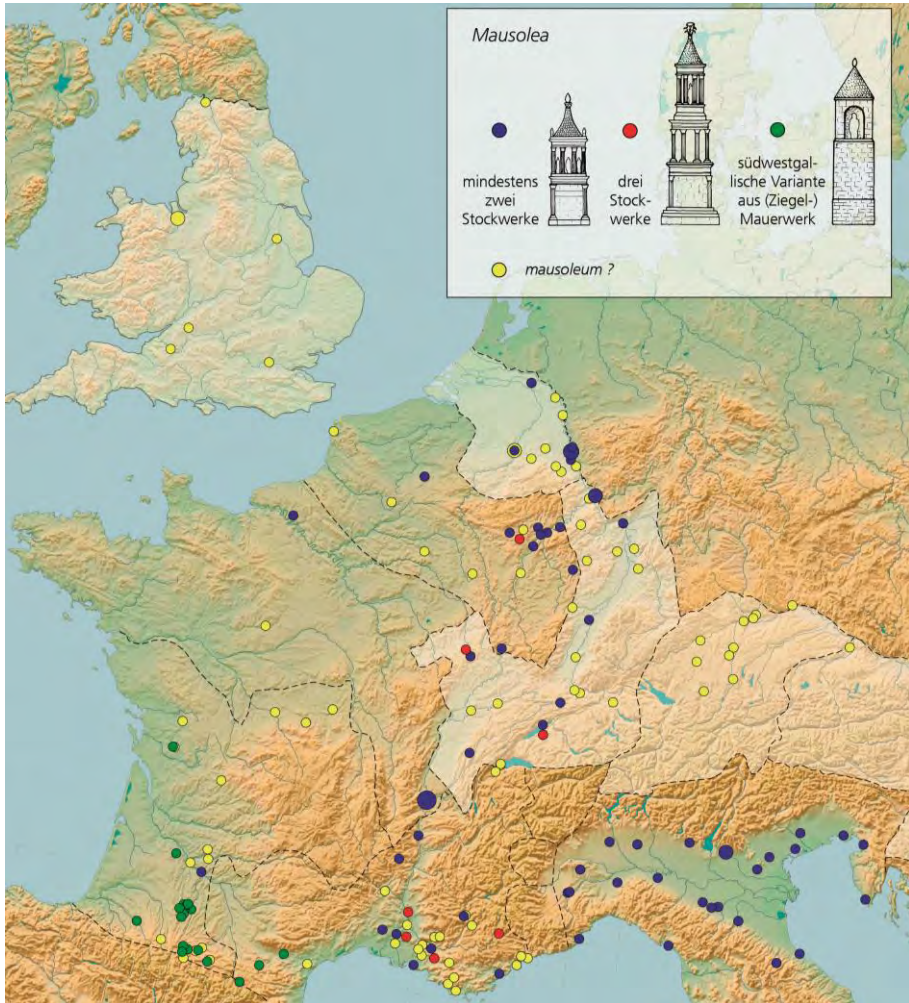 Mausolea
mindestens
zwei
Stockwerke
drei
Stock-
werke
südwestgal-
lische Variante
aus (Ziegel-)
Mauerwerk
mausoleum ?